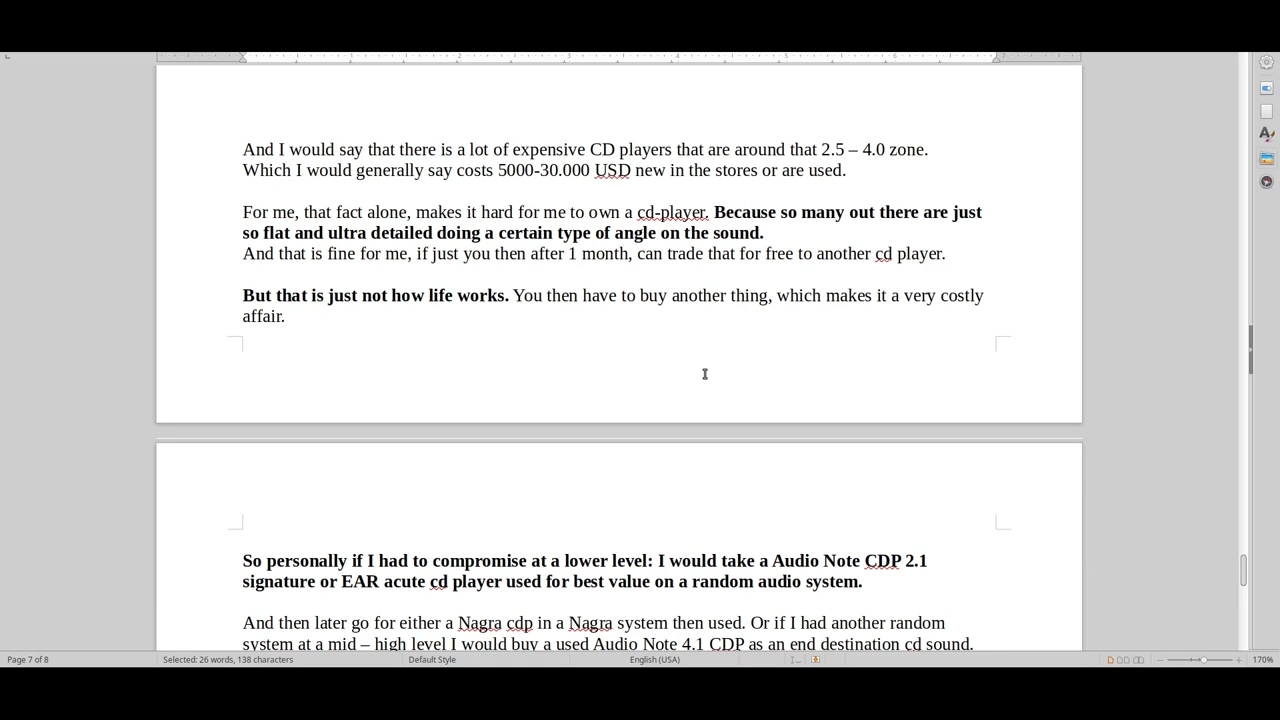 And I would say that there is a lot of expensive CD players that are around that 2.5 – 4.0 zone.
Which I would generally say costs 5000-30.000 USD new in the stores or are used.
For me, that fact alone, makes it hard for me to own a cd-player. Because so many out there are just
so flat and ultra detailed doing a certain type of angle on the sound.
And that is fine for me, if just you then after 1 month, can trade that for free to another cd player.
But that is just not how life works. You then have to buy another thing, which makes it a very costly
affair.
So personally if I had to compromise at a lower level: I would take a Audio Note CDP 2.1
signature or EAR acute cd player used for best value on a random audio system.
And then later go for either a Nagra cdp in a Nagra system then used. Or if I had another random
system at a mid – high level I would buy a used Audio Note 4.1 CDP as an end destination cd sound.
Page 7 of 8
Selected: 26 words, 138 characters
Default Style
English (USA)
170%